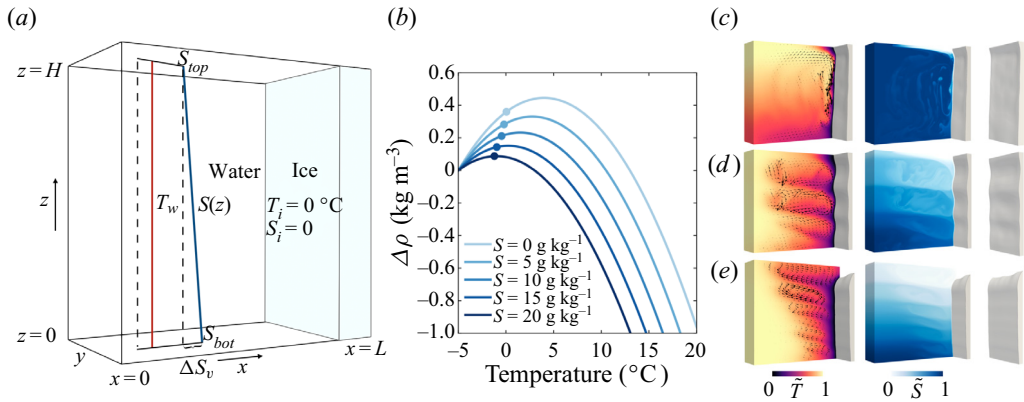 (a)
z = H
S_top
Water
Ice
T_w
S(z)
T_i = 0 °C
S_i = 0
z
z = 0
S_bot
y
x = L
x = 0
ΔS_v
x
(b)
0.6
0.4
0.2
0
−0.2
−0.4
−0.6
−0.8
−1.0
Δρ (kg m⁻³)
S = 0 g kg⁻¹
S = 5 g kg⁻¹
S = 10 g kg⁻¹
S = 15 g kg⁻¹
S = 20 g kg⁻¹
−5 0 5 10 15 20
Temperature (°C)
(c)
(d)
(e)
0 T̃ 1
0 S̃ 1